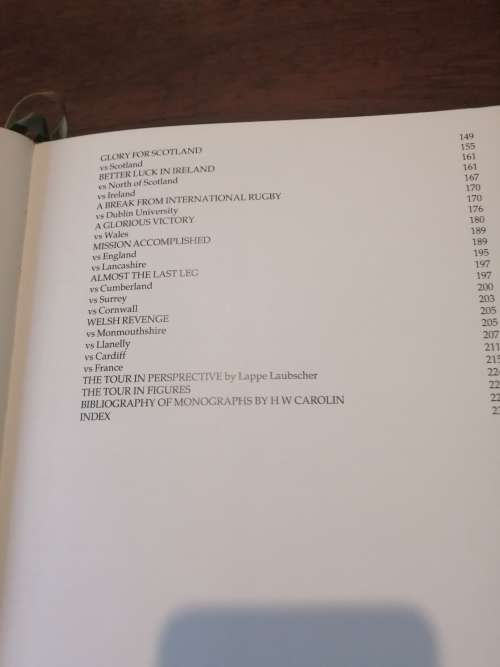 GLORY FOR SCOTLAND 149
vs Scotland 155
BETTER LUCK IN IRELAND 161
vs North of Scotland 161
vs Ireland 167
A BREAK FROM INTERNATIONAL RUGBY 170
vs Dublin University 170
A GLORIOUS VICTORY 176
vs Wales 180
MISSION ACCOMPLISHED 189
vs England 189
vs Lancashire 195
ALMOST THE LAST LEG 197
vs Cumberland 197
vs Surrey 200
vs Cornwall 203
WELSH REVENGE 205
vs Monmouthshire 205
vs Llanelly 207
vs Cardiff 211
vs France 215
THE TOUR IN PERSPRECTIVE by Lappe Laubscher
THE TOUR IN FIGURES
BIBLIOGRAPHY OF MONOGRAPHS BY H W CAROLIN
INDEX